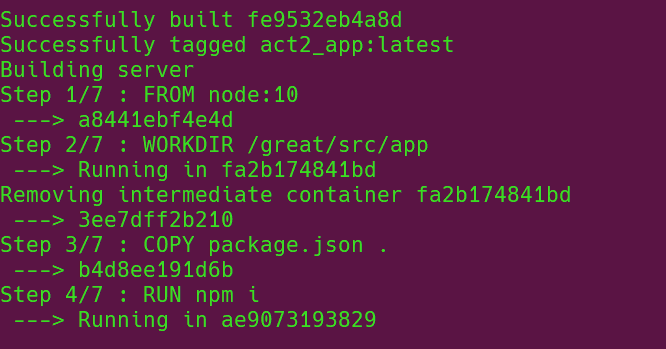 Successfully built fe9532eb4a8d
Successfully tagged act2_app:latest
Building server
Step 1/7 : FROM node:10
 ---> a8441ebf4e4d
Step 2/7 : WORKDIR /great/src/app
 ---> Running in fa2b174841bd
Removing intermediate container fa2b174841bd
 ---> 3ee7dff2b210
Step 3/7 : COPY package.json .
 ---> b4d8ee191d6b
Step 4/7 : RUN npm i
 ---> Running in ae9073193829